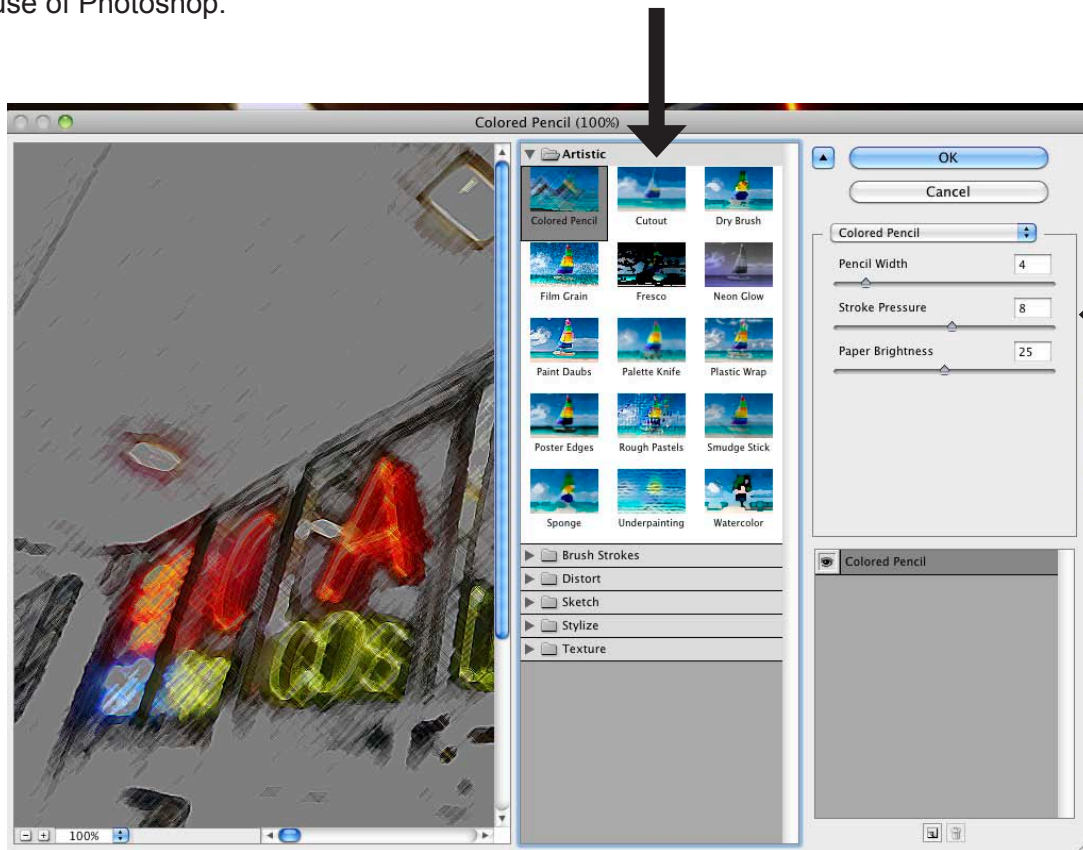 use of Photoshop.
Colored Pencil (100%)
Artistic
Colored Pencil Cutout Dry Brush
Film Grain Fresco Neon Glow
Paint Daubs Palette Knife Plastic Wrap
Poster Edges Rough Pastels Smudge Stick
Sponge Underpainting Watercolor
Brush Strokes
Distort
Sketch
Stylize
Texture
OK
Cancel
Colored Pencil
Pencil Width 4
Stroke Pressure 8
Paper Brightness 25
Colored Pencil
100%